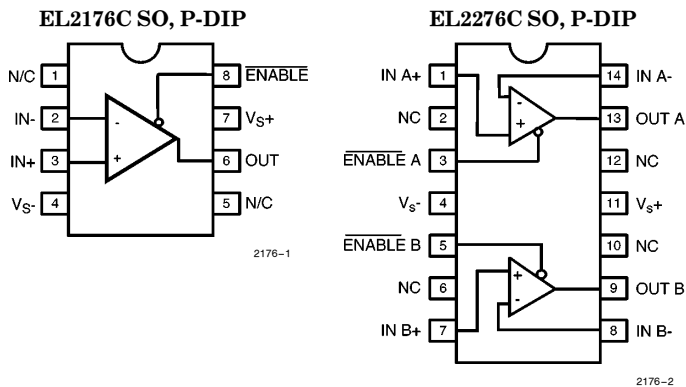 EL2176C SO, P-DIP
N/C 1
8 ENABLE
IN- 2
7 VS+
IN+ 3
6 OUT
VS- 4
5 N/C
-
+
2176-1
EL2276C SO, P-DIP
IN A+ 1
14 IN A-
NC 2
13 OUT A
ENABLE A 3
12 NC
VS- 4
11 VS+
ENABLE B 5
10 NC
NC 6
9 OUT B
IN B+ 7
8 IN B-
-
+
+
-
2176-2